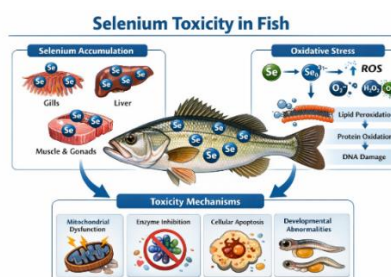 Selenium Toxicity in Fish
Selenium Accumulation
Se Se Se
Gills
Se Se
Liver
Se Se
Muscle & Gonads
Se Se Se Se Se Se
Oxidative Stress
Se
ROS
H₂O₂
Lipid Peroxidation
Protein Oxidation
DNA Damage
Toxicity Mechanisms
Mitochondrial
Dysfunction
Enzyme Inhibition
Cellular Apoptosis
Developmental
Abnormalities